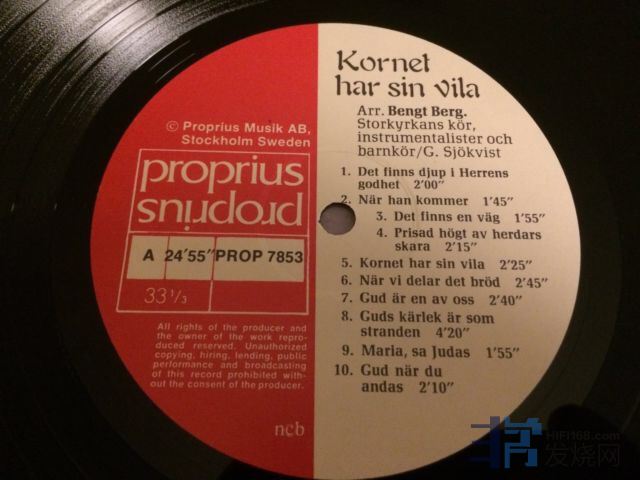 © Proprius Musik AB,
Stockholm Sweden
proprius
proprius
A 24'55" PROP 7853
33 1/3
All rights of the producer and
the owner of the work repro-
duced reserved. Unauthorized
copying, hiring, lending, public
performance and broadcasting
of this record prohibited with-
out the consent of the producer.
ncb
Kornet
har sin vila
Arr. Bengt Berg.
Storkyrkans kör,
instrumentalister och
barnkör/G. Sjökvist
1. Det finns djup i Herrens
godhet 2'00"
2. När han kommer 1'45"
3. Det finns en väg 1'55"
4. Prisad högt av herdars
skara 2'15"
5. Kornet har sin vila 2'25"
6. När vi delar det bröd 2'45"
7. Gud är en av oss 2'40"
8. Guds kärlek är som
stranden 4'20"
9. Maria, sa Judas 1'55"
10. Gud när du
andas 2'10"
HIFI168.com
发烧网